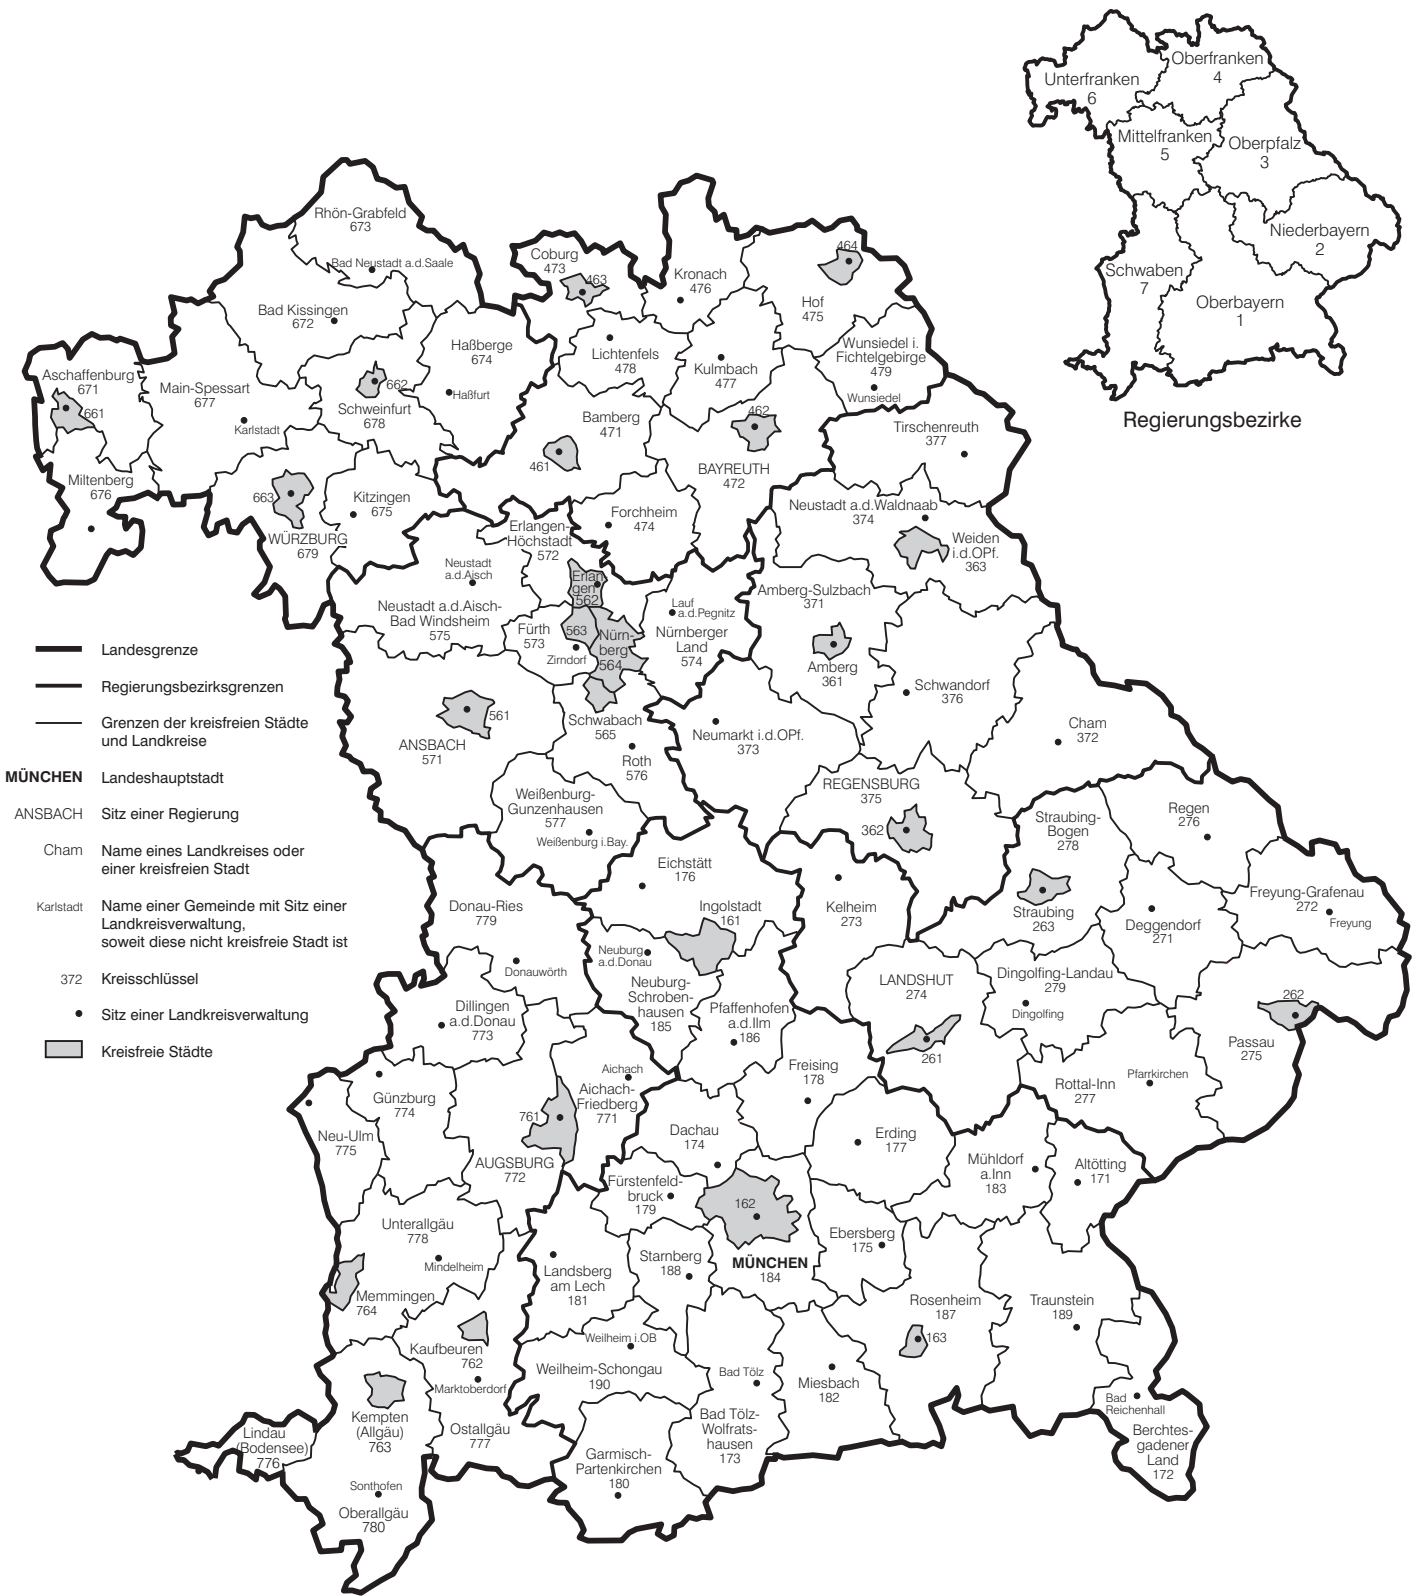 Unterfranken
6
Oberfranken
4
Mittelfranken
5
Oberpfalz
3
Niederbayern
2
Schwaben
7
Oberbayern
1
Regierungsbezirke
Rhön-Grabfeld
673
Bad Neustadt a.d.Saale
Bad Kissingen
672
Coburg
473
463
Kronach
476
464
Hof
475
Haßberge
674
Haßfurt
Lichtenfels
478
Kulmbach
477
Wunsiedel i.
Fichtelgebirge
479
Wunsiedel
Aschaffenburg
671
661
Main-Spessart
677
Karlstadt
662
Schweinfurt
678
Bamberg
471
461
462
BAYREUTH
472
Tirschenreuth
377
Miltenberg
676
663
WÜRZBURG
679
Kitzingen
675
Forchheim
474
Neustadt a.d.Waldnaab
374
Weiden
i.d.OPf.
363
Erlangen-
Höchstadt
572
Neustadt
a.d.Aisch
Neustadt a.d.Aisch-
Bad Windsheim
575
Erlan-
gen
562
Lauf
a.d.Pegnitz
Nürnberger
Land
574
Amberg-Sulzbach
371
Fürth
573
563
Zirndorf
Nürn-
berg
564
Amberg
361
Schwandorf
376
Landesgrenze
Regierungsbezirksgrenzen
Grenzen der kreisfreien Städte
und Landkreise
MÜNCHEN Landeshauptstadt
ANSBACH Sitz einer Regierung
Cham Name eines Landkreises oder
einer kreisfreien Stadt
Karlstadt Name einer Gemeinde mit Sitz einer
Landkreisverwaltung,
soweit diese nicht kreisfreie Stadt ist
372 Kreisschlüssel
Sitz einer Landkreisverwaltung
Kreisfreie Städte
561
ANSBACH
571
Schwabach
565
Roth
576
Neumarkt i.d.OPf.
373
Cham
372
Weißenburg-
Gunzenhausen
577
Weißenburg i.Bay.
REGENSBURG
375
362
Straubing-
Bogen
278
Straubing
263
Regen
276
Eichstätt
176
Ingolstadt
161
Kelheim
273
Deggendorf
271
Freyung-Grafenau
272
Freyung
Donau-Ries
779
Donauwörth
Neuburg
a.d.Donau
Neuburg-
Schroben-
hausen
185
Pfaffenhofen
a.d.Ilm
186
LANDSHUT
274
261
Dingolfing-Landau
279
Dingolfing
262
Passau
275
Dillingen
a.d.Donau
773
Freising
178
Rottal-Inn
277
Pfarrkirchen
Günzburg
774
Neu-Ulm
775
Aichach
Aichach-
Friedberg
771
761
AUGSBURG
772
Dachau
174
Erding
177
Mühldorf
a.Inn
183
Altötting
171
Fürstenfeld-
bruck
179
162
MÜNCHEN
184
Ebersberg
175
Unterallgäu
778
Mindelheim
Memmingen
764
Landsberg
am Lech
181
Starnberg
188
Rosenheim
187
163
Traunstein
189
Kaufbeuren
762
Marktoberdorf
Weilheim i.OB
Weilheim-Schongau
190
Bad Tölz
Bad Tölz-
Wolfrats-
hausen
173
Miesbach
182
Bad
Reichenhall
Berchtes-
gadener
Land
172
Kempten
(Allgäu)
763
Ostallgäu
777
Lindau
(Bodensee)
776
Garmisch-
Partenkirchen
180
Sonthofen
Oberallgäu
780